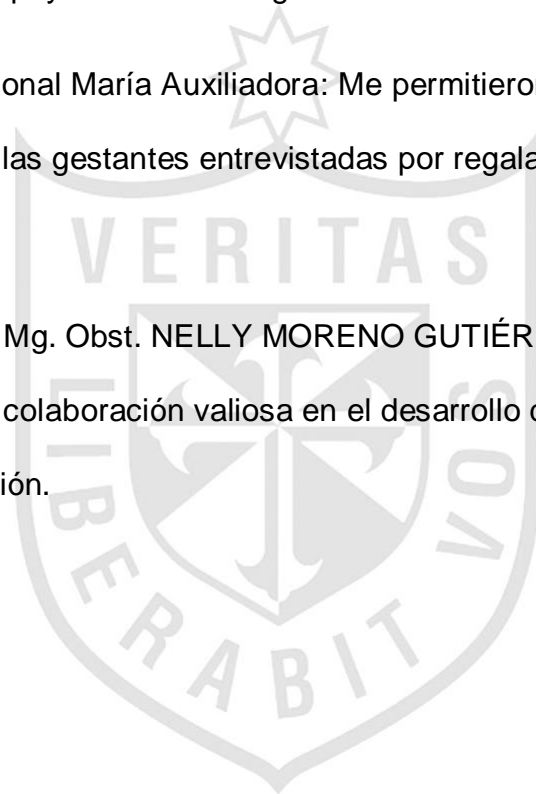 onal María Auxiliadora: Me permitieron
las gestantes entrevistadas por regala
VERITAS
Mg. Obst. NELLY MORENO GUTIÉR
colaboración valiosa en el desarrollo
ión.
LIBERABIT VOS